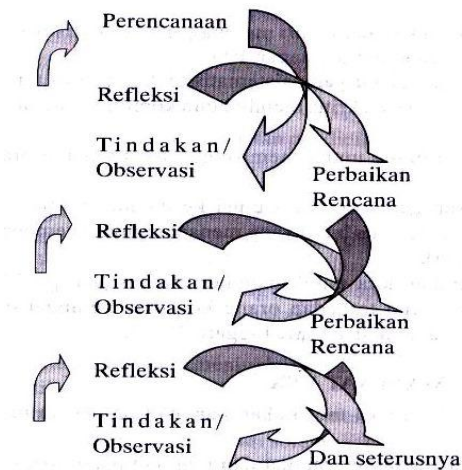 Perencanaan
Refleksi
Tindakan/
Observasi
Perbaikan
Rencana
Refleksi
Tindakan/
Observasi
Perbaikan
Rencana
Refleksi
Tindakan/
Observasi
Dan seterusnya